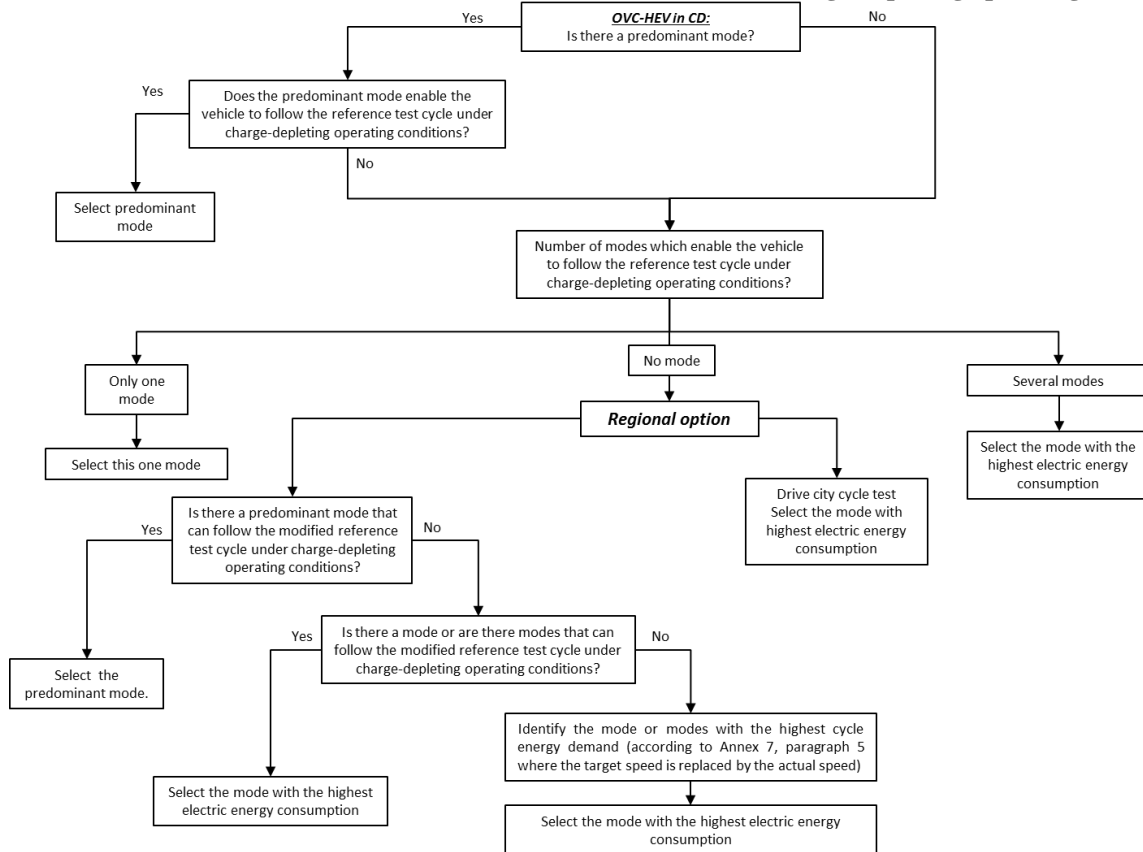 OVC-HEV in CD:
Is there a predominant mode?
Yes
No
Does the predominant mode enable the
vehicle to follow the reference test cycle under
charge-depleting operating conditions?
Yes
No
Select predominant
mode
Number of modes which enable the vehicle
to follow the reference test cycle under
charge-depleting operating conditions?
Only one
mode
No mode
Several modes
Select this one mode
Regional option
Select the mode with the
highest electric energy
consumption
Drive city cycle test
Select the mode with
highest electric energy
consumption
Is there a predominant mode that
can follow the modified reference
test cycle under charge-depleting
operating conditions?
Yes
No
Select the
predominant mode.
Is there a mode or are there modes that can
follow the modified reference test cycle under
charge-depleting operating conditions?
Yes
No
Select the mode with the highest
electric energy consumption
Identify the mode or modes with the highest cycle
energy demand (according to Annex 7, paragraph 5
where the target speed is replaced by the actual speed)
Select the mode with the highest electric energy
consumption